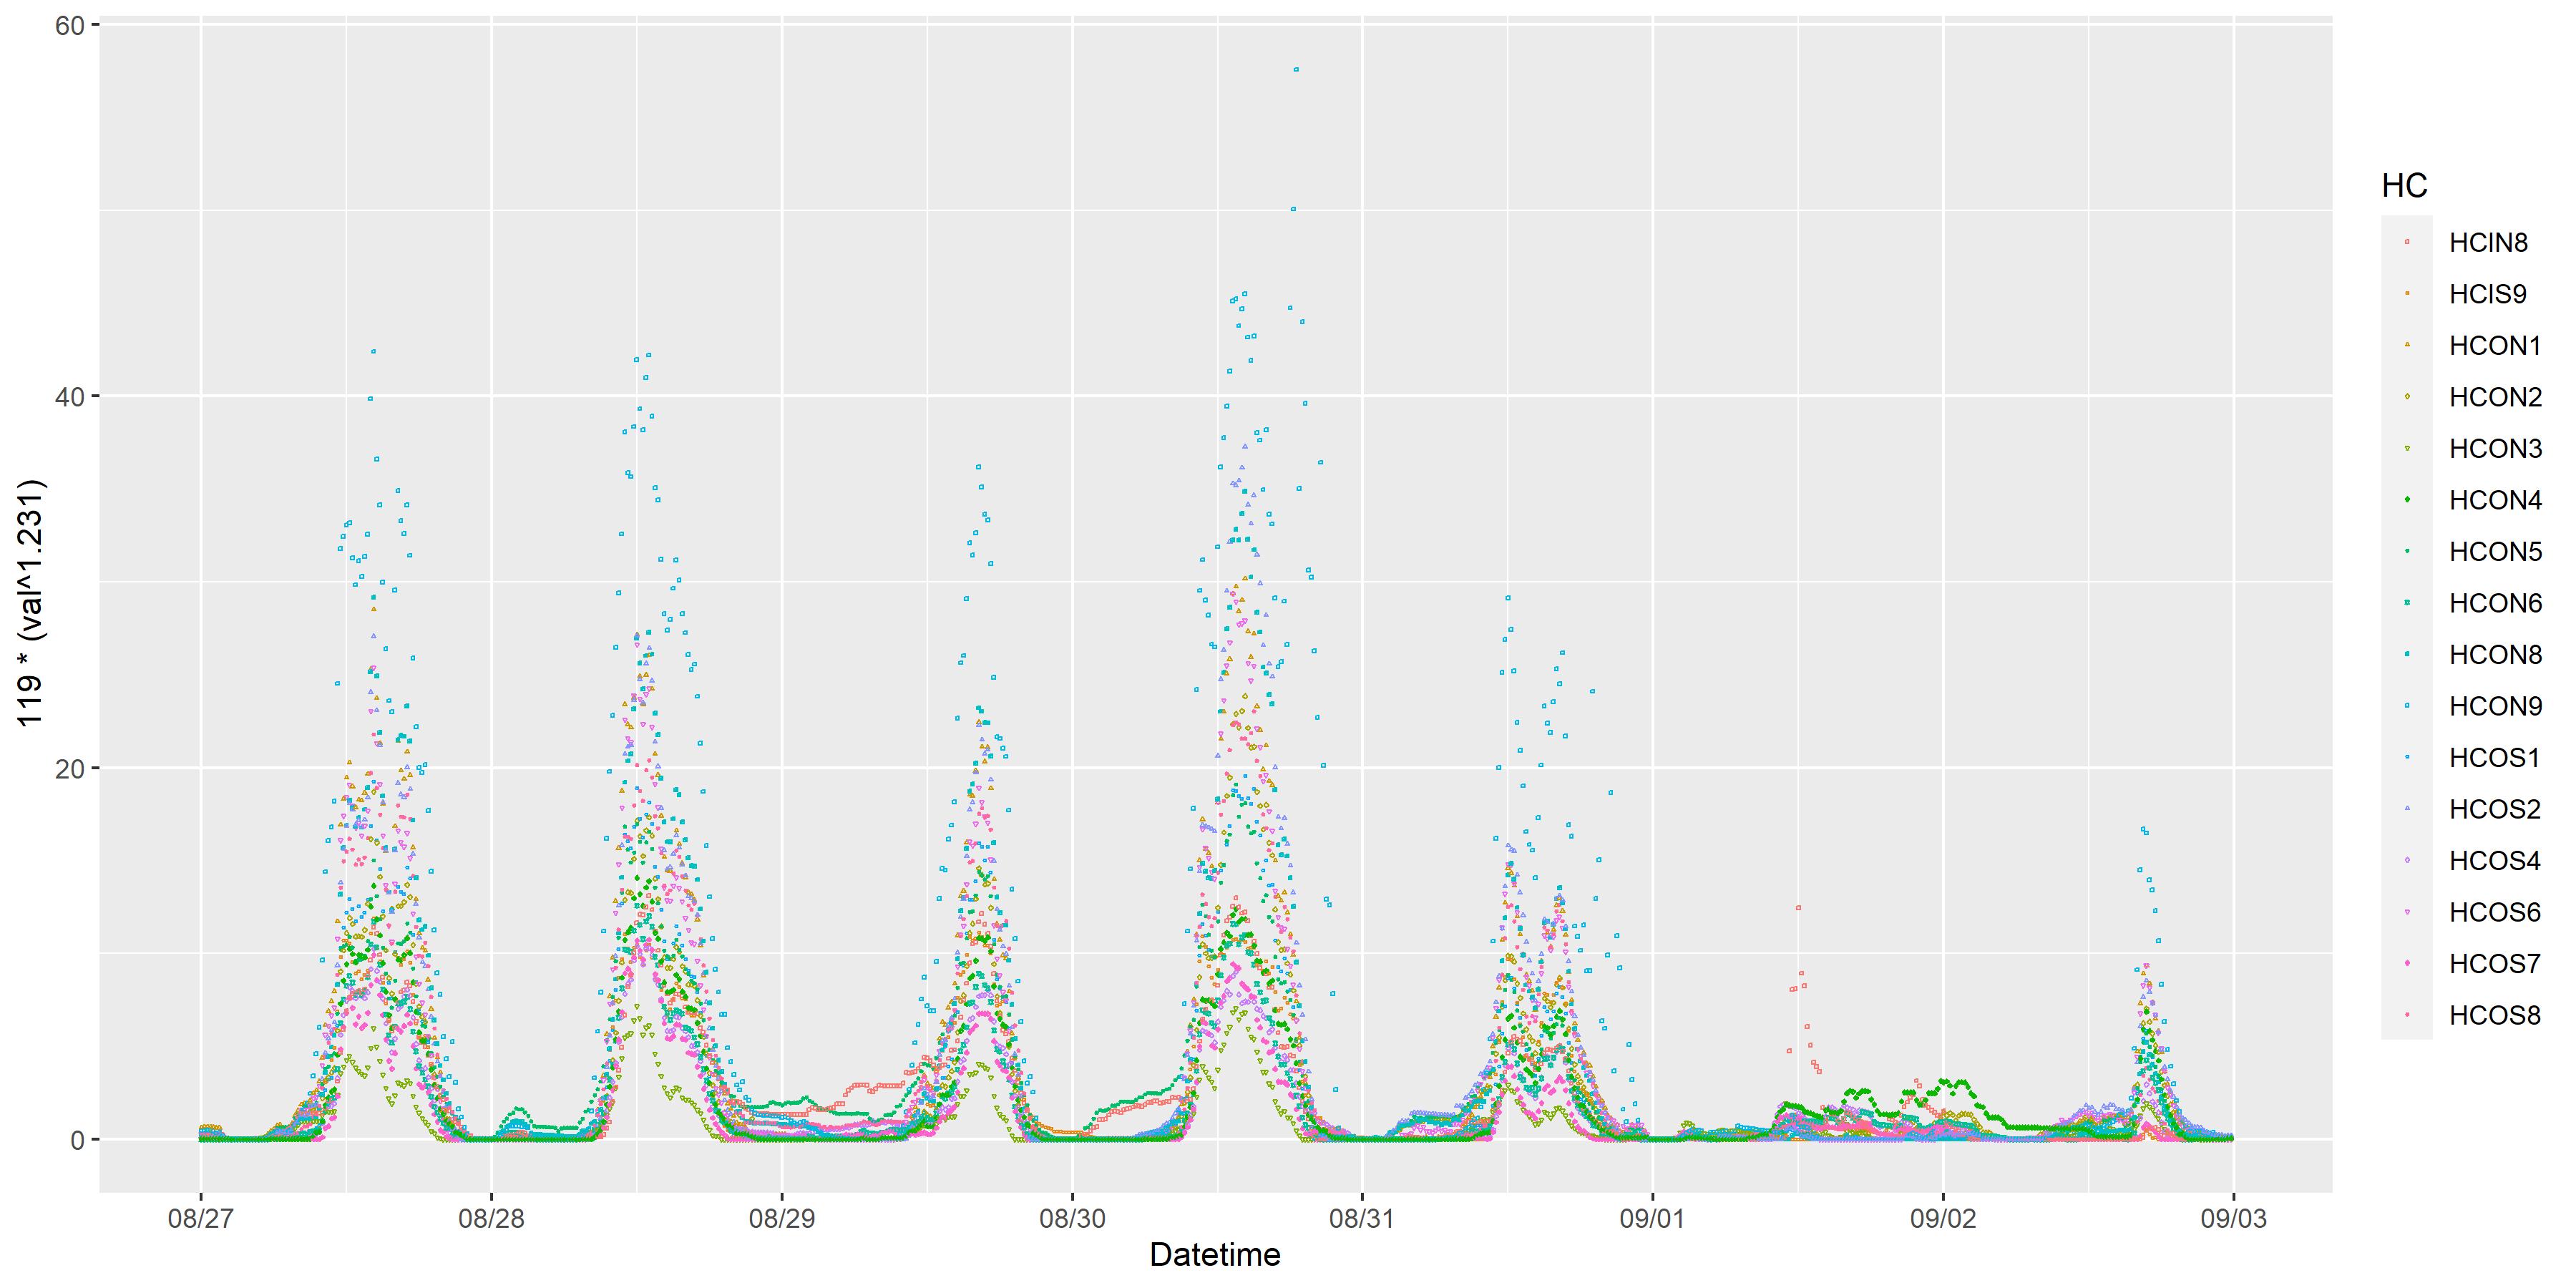 60
40
20
0
119 * (val^1.231)
08/27 08/28 08/29 08/30 08/31 09/01 09/02 09/03
Datetime
HC
HCIN8
HCIS9
HCON1
HCON2
HCON3
HCON4
HCON5
HCON6
HCON8
HCON9
HCOS1
HCOS2
HCOS4
HCOS6
HCOS7
HCOS8